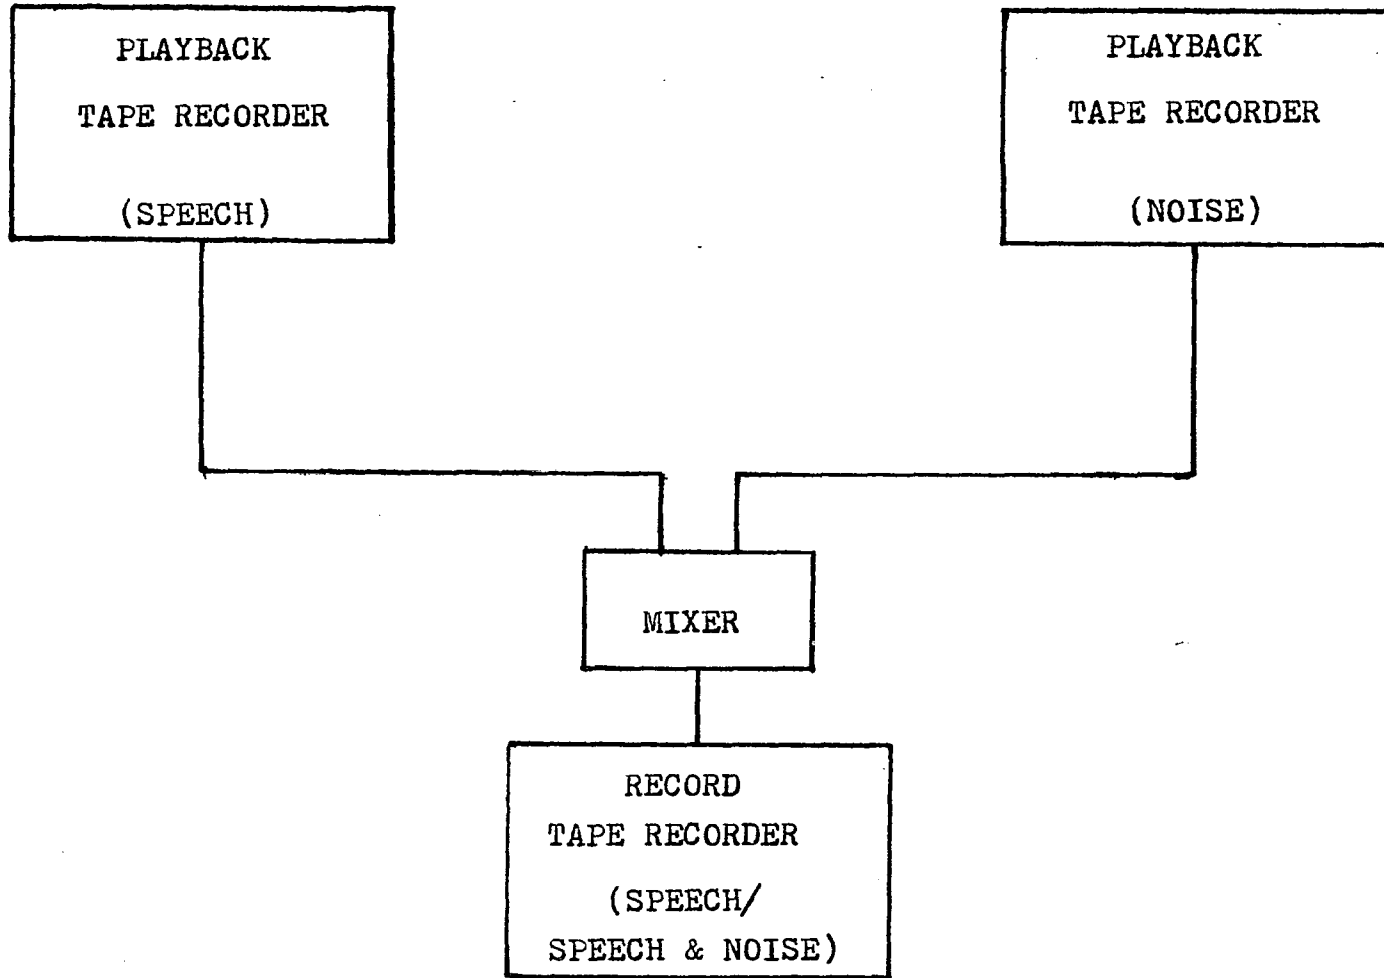 PLAYBACK
TAPE RECORDER
(SPEECH)
PLAYBACK
TAPE RECORDER
(NOISE)
MIXER
RECORD
TAPE RECORDER
(SPEECH/
SPEECH & NOISE)